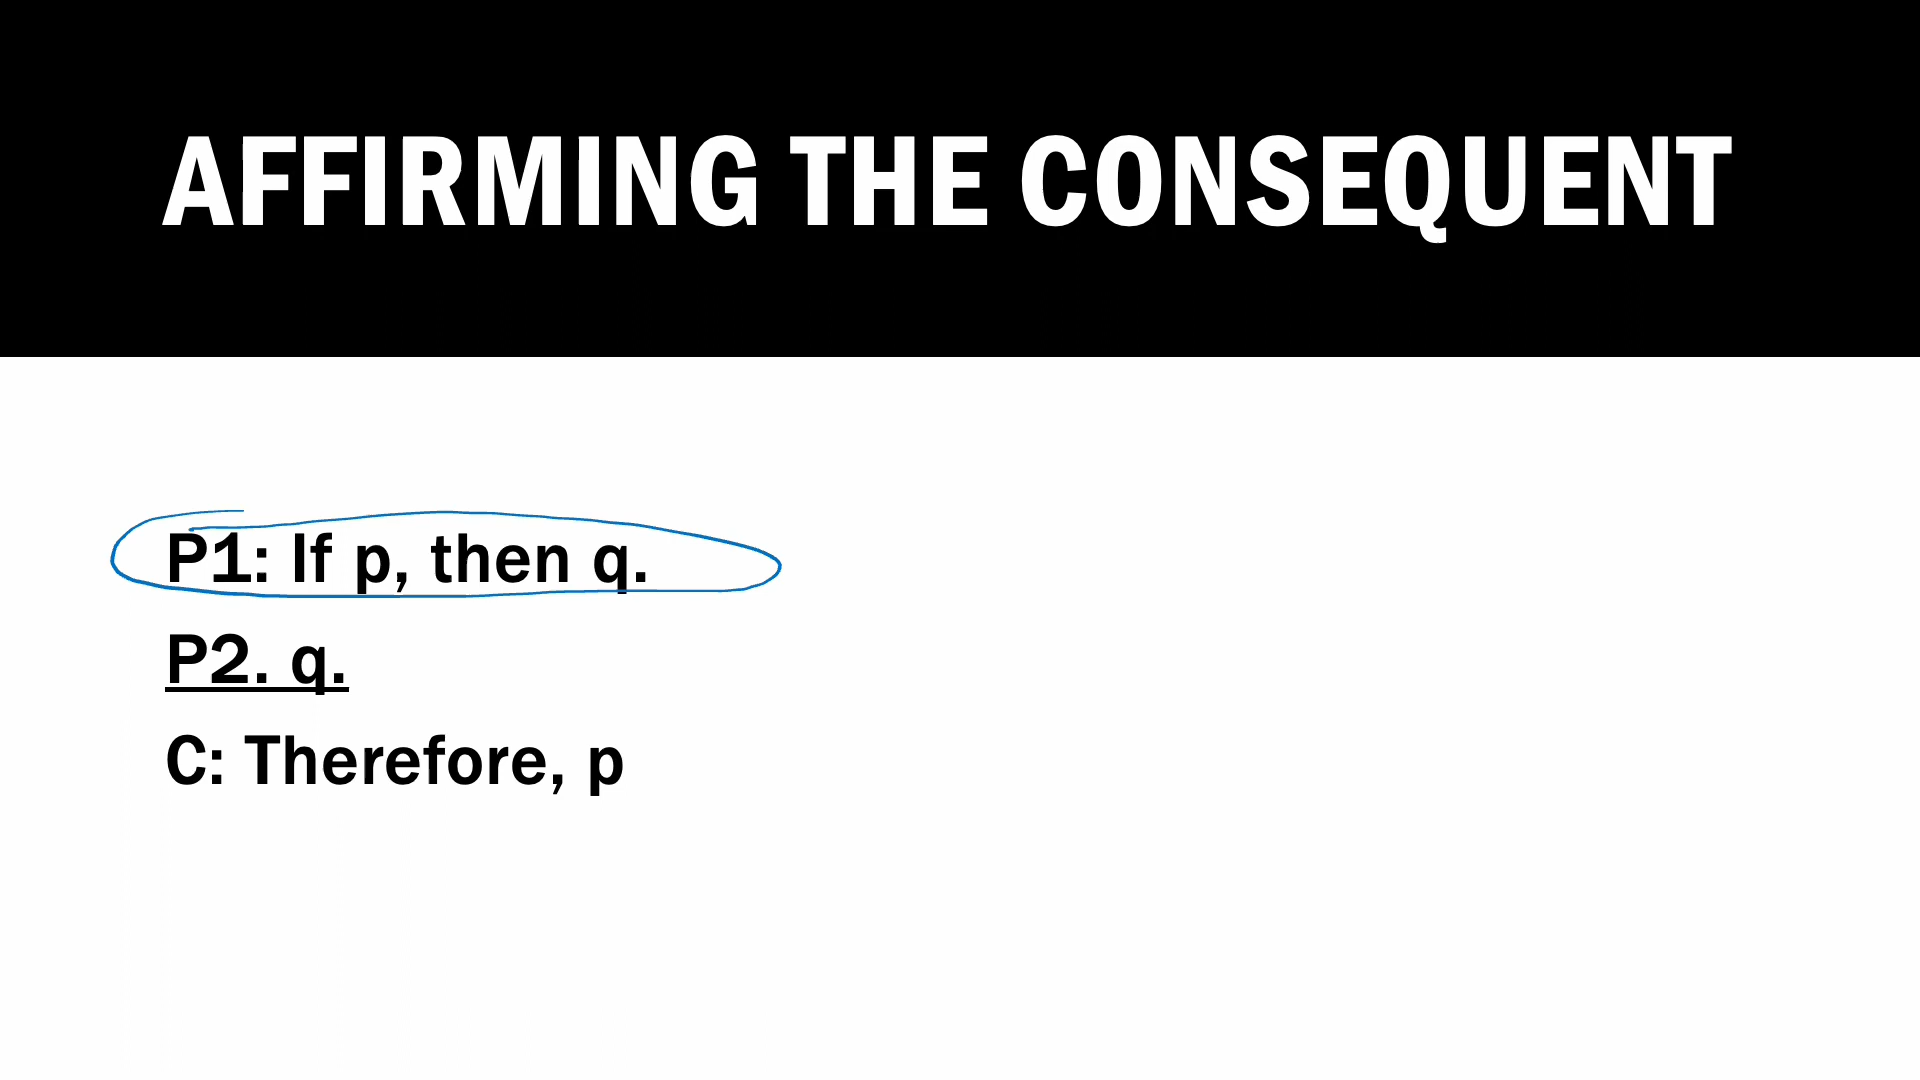 AFFIRMING THE CONSEQUENT
P1: If p, then q.
P2. q.
C: Therefore, p